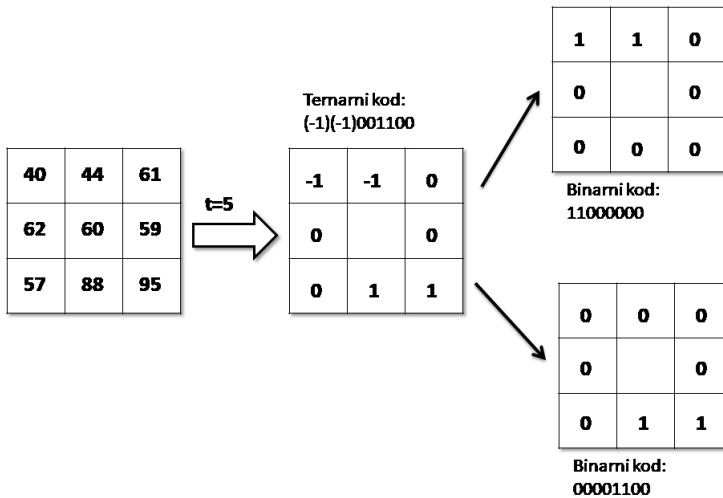 40 44 61
62 60 59
57 88 95
t=5
Ternarni kod:
(-1)(-1)001100
-1 -1 0
0 0
0 1 1
1 1 0
0 0
0 0 0
Binarni kod:
11000000
0 0 0
0 0
0 1 1
Binarni kod:
00001100